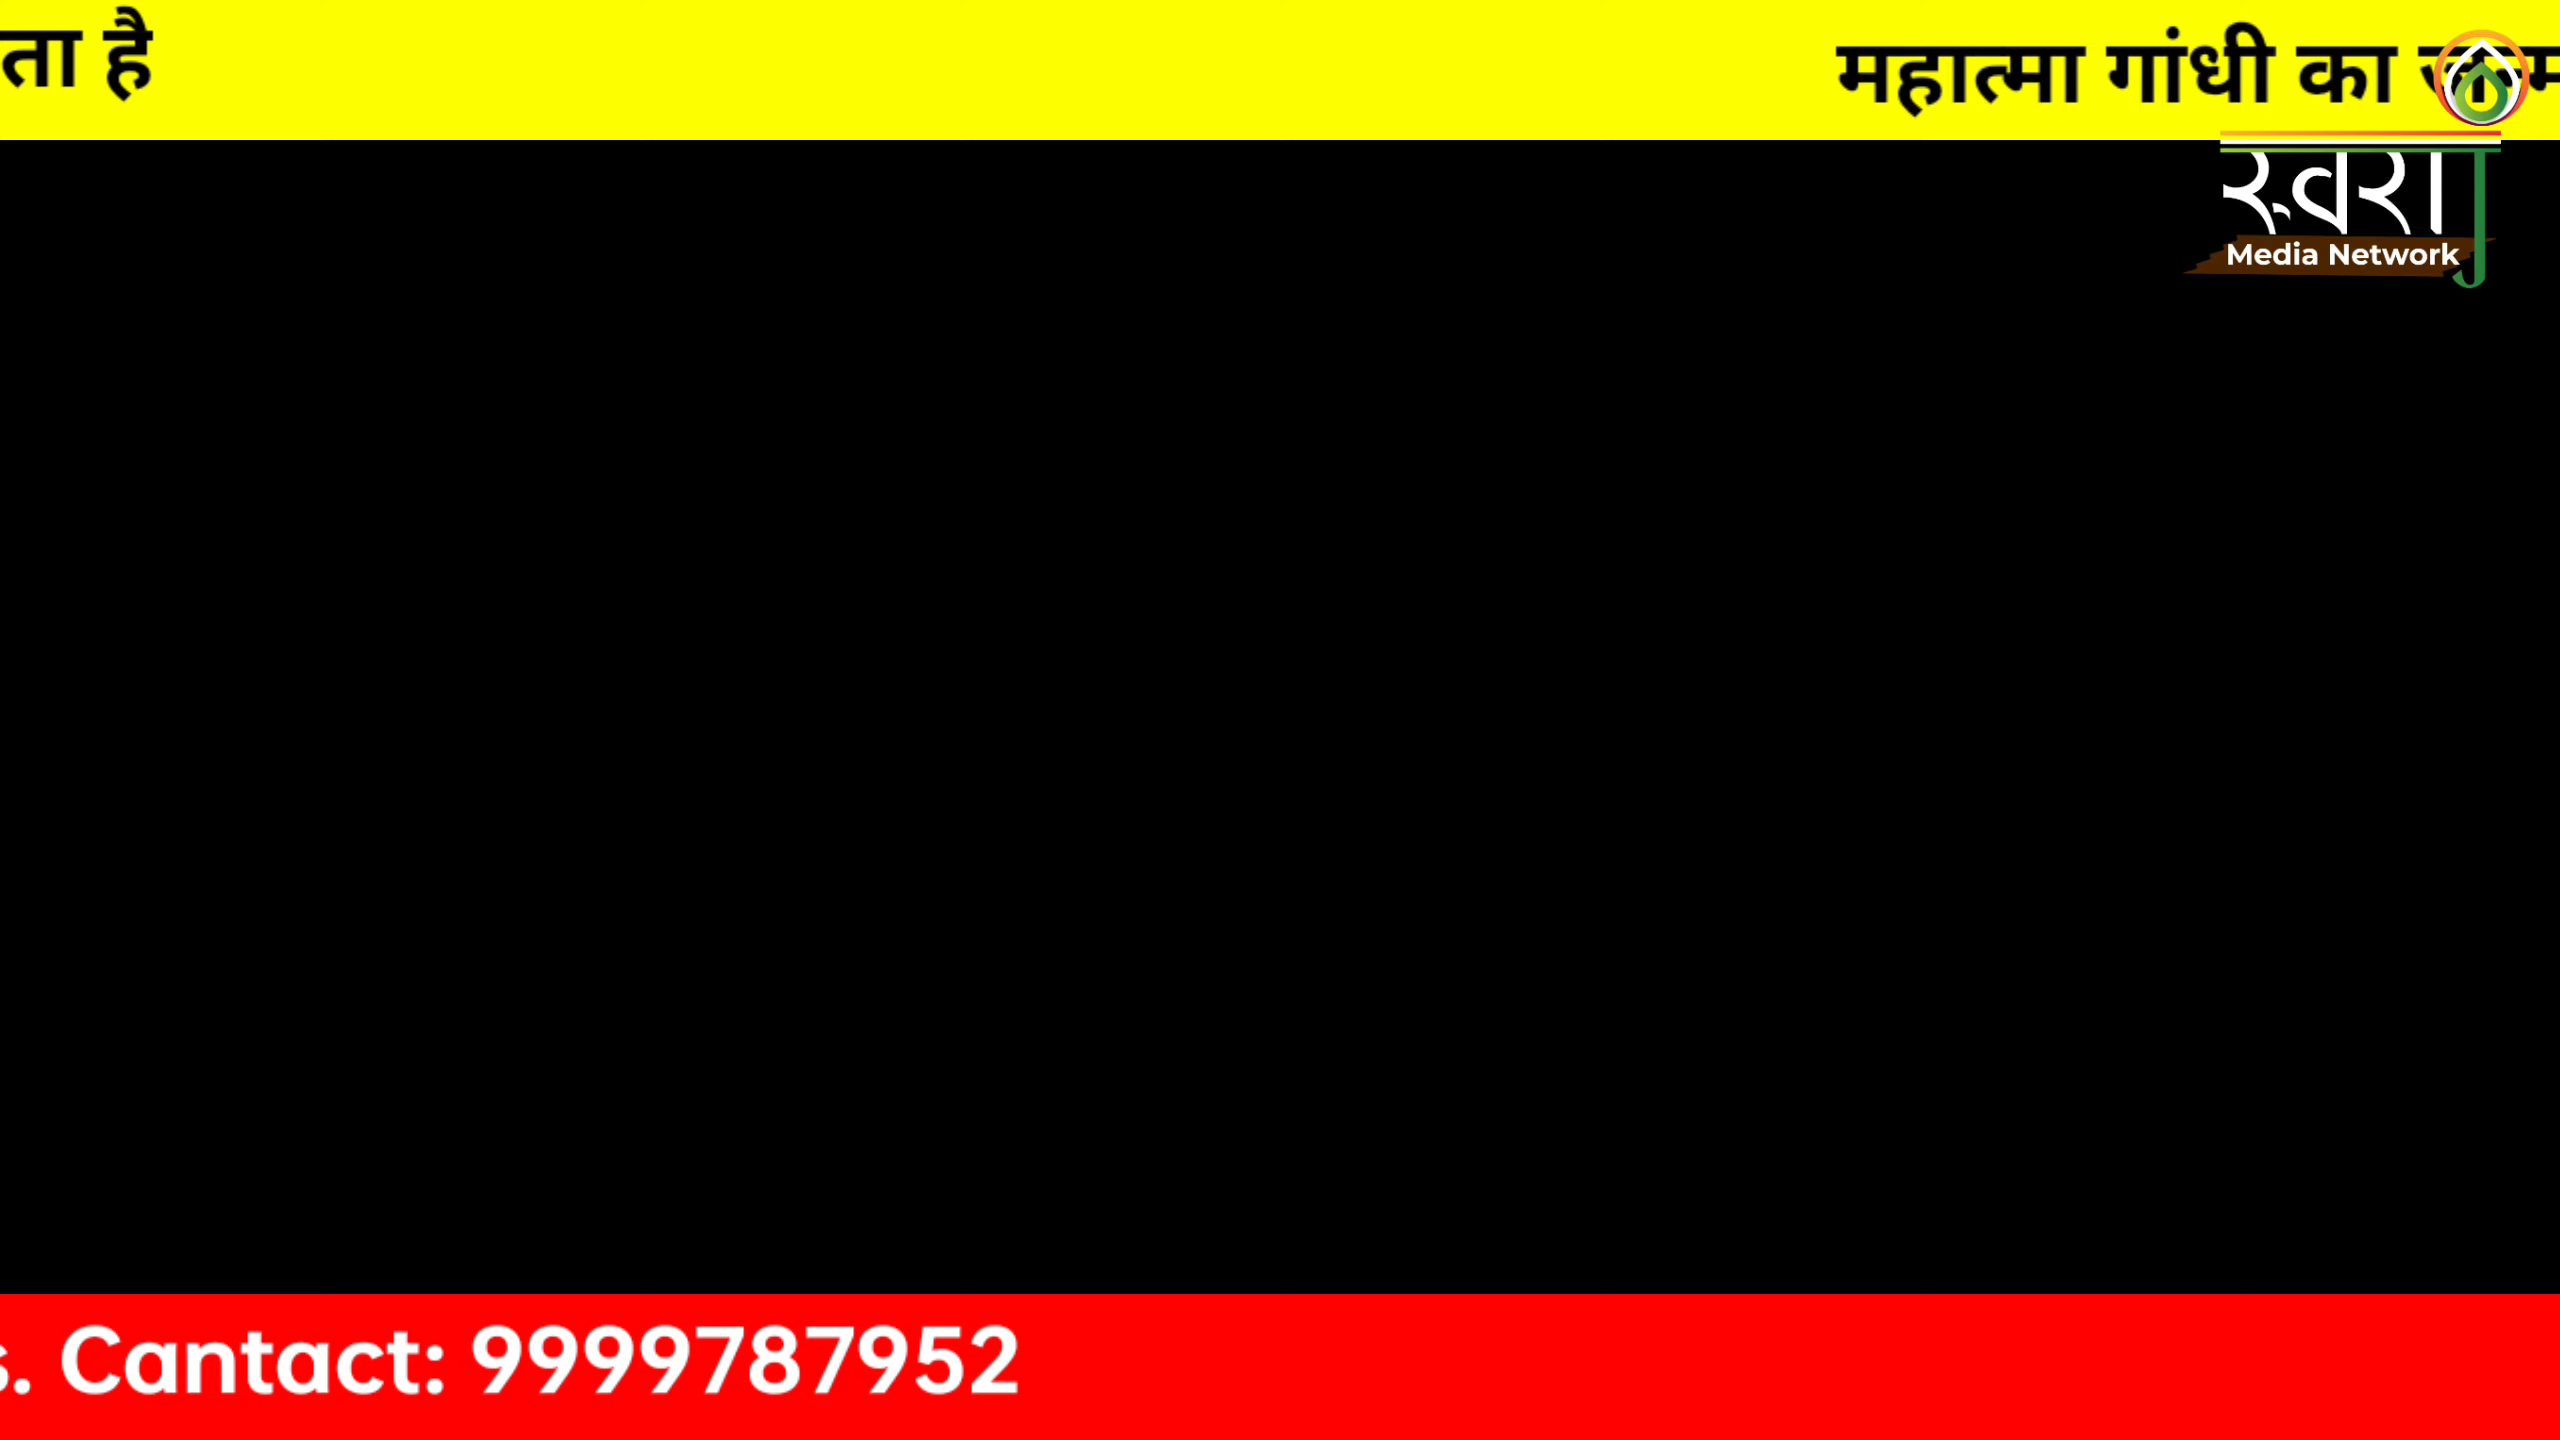 ता है
महात्मा गांधी का
स्वराJ
Media Network
s. Cantact: 9999787952